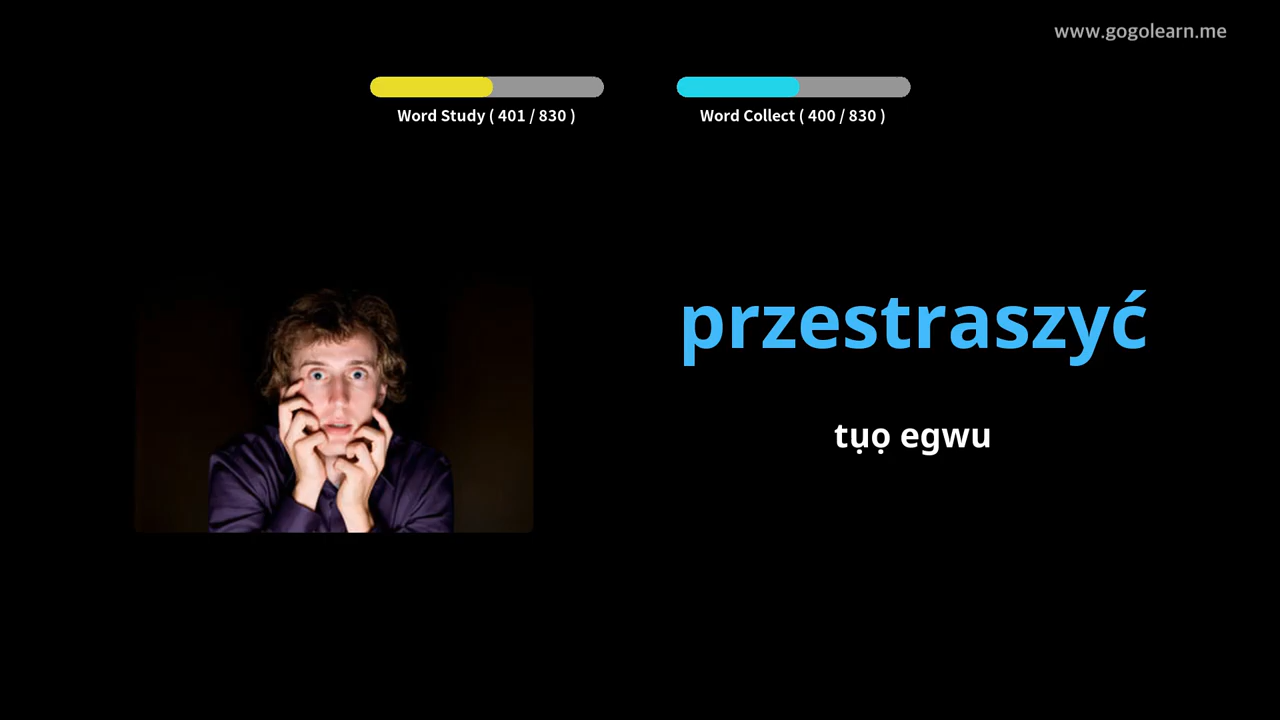 www.gogolearn.me
Word Study ( 401 / 830 )
Word Collect ( 400 / 830 )
przestraszyć
tụọ egwu